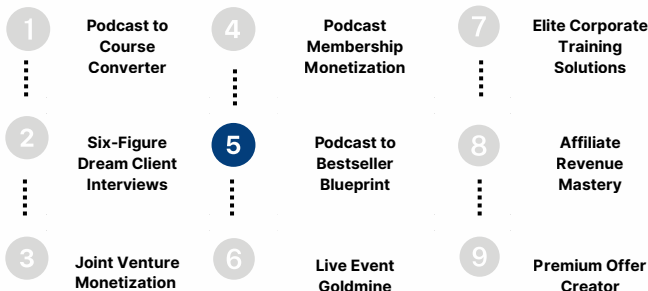 1
Podcast to
Course
Converter
2
Six-Figure
Dream Client
Interviews
3
Joint Venture
Monetization
4
Podcast
Membership
Monetization
5
Podcast to
Bestseller
Blueprint
6
Live Event
Goldmine
7
Elite Corporate
Training
Solutions
8
Affiliate
Revenue
Mastery
9
Premium Offer
Creator